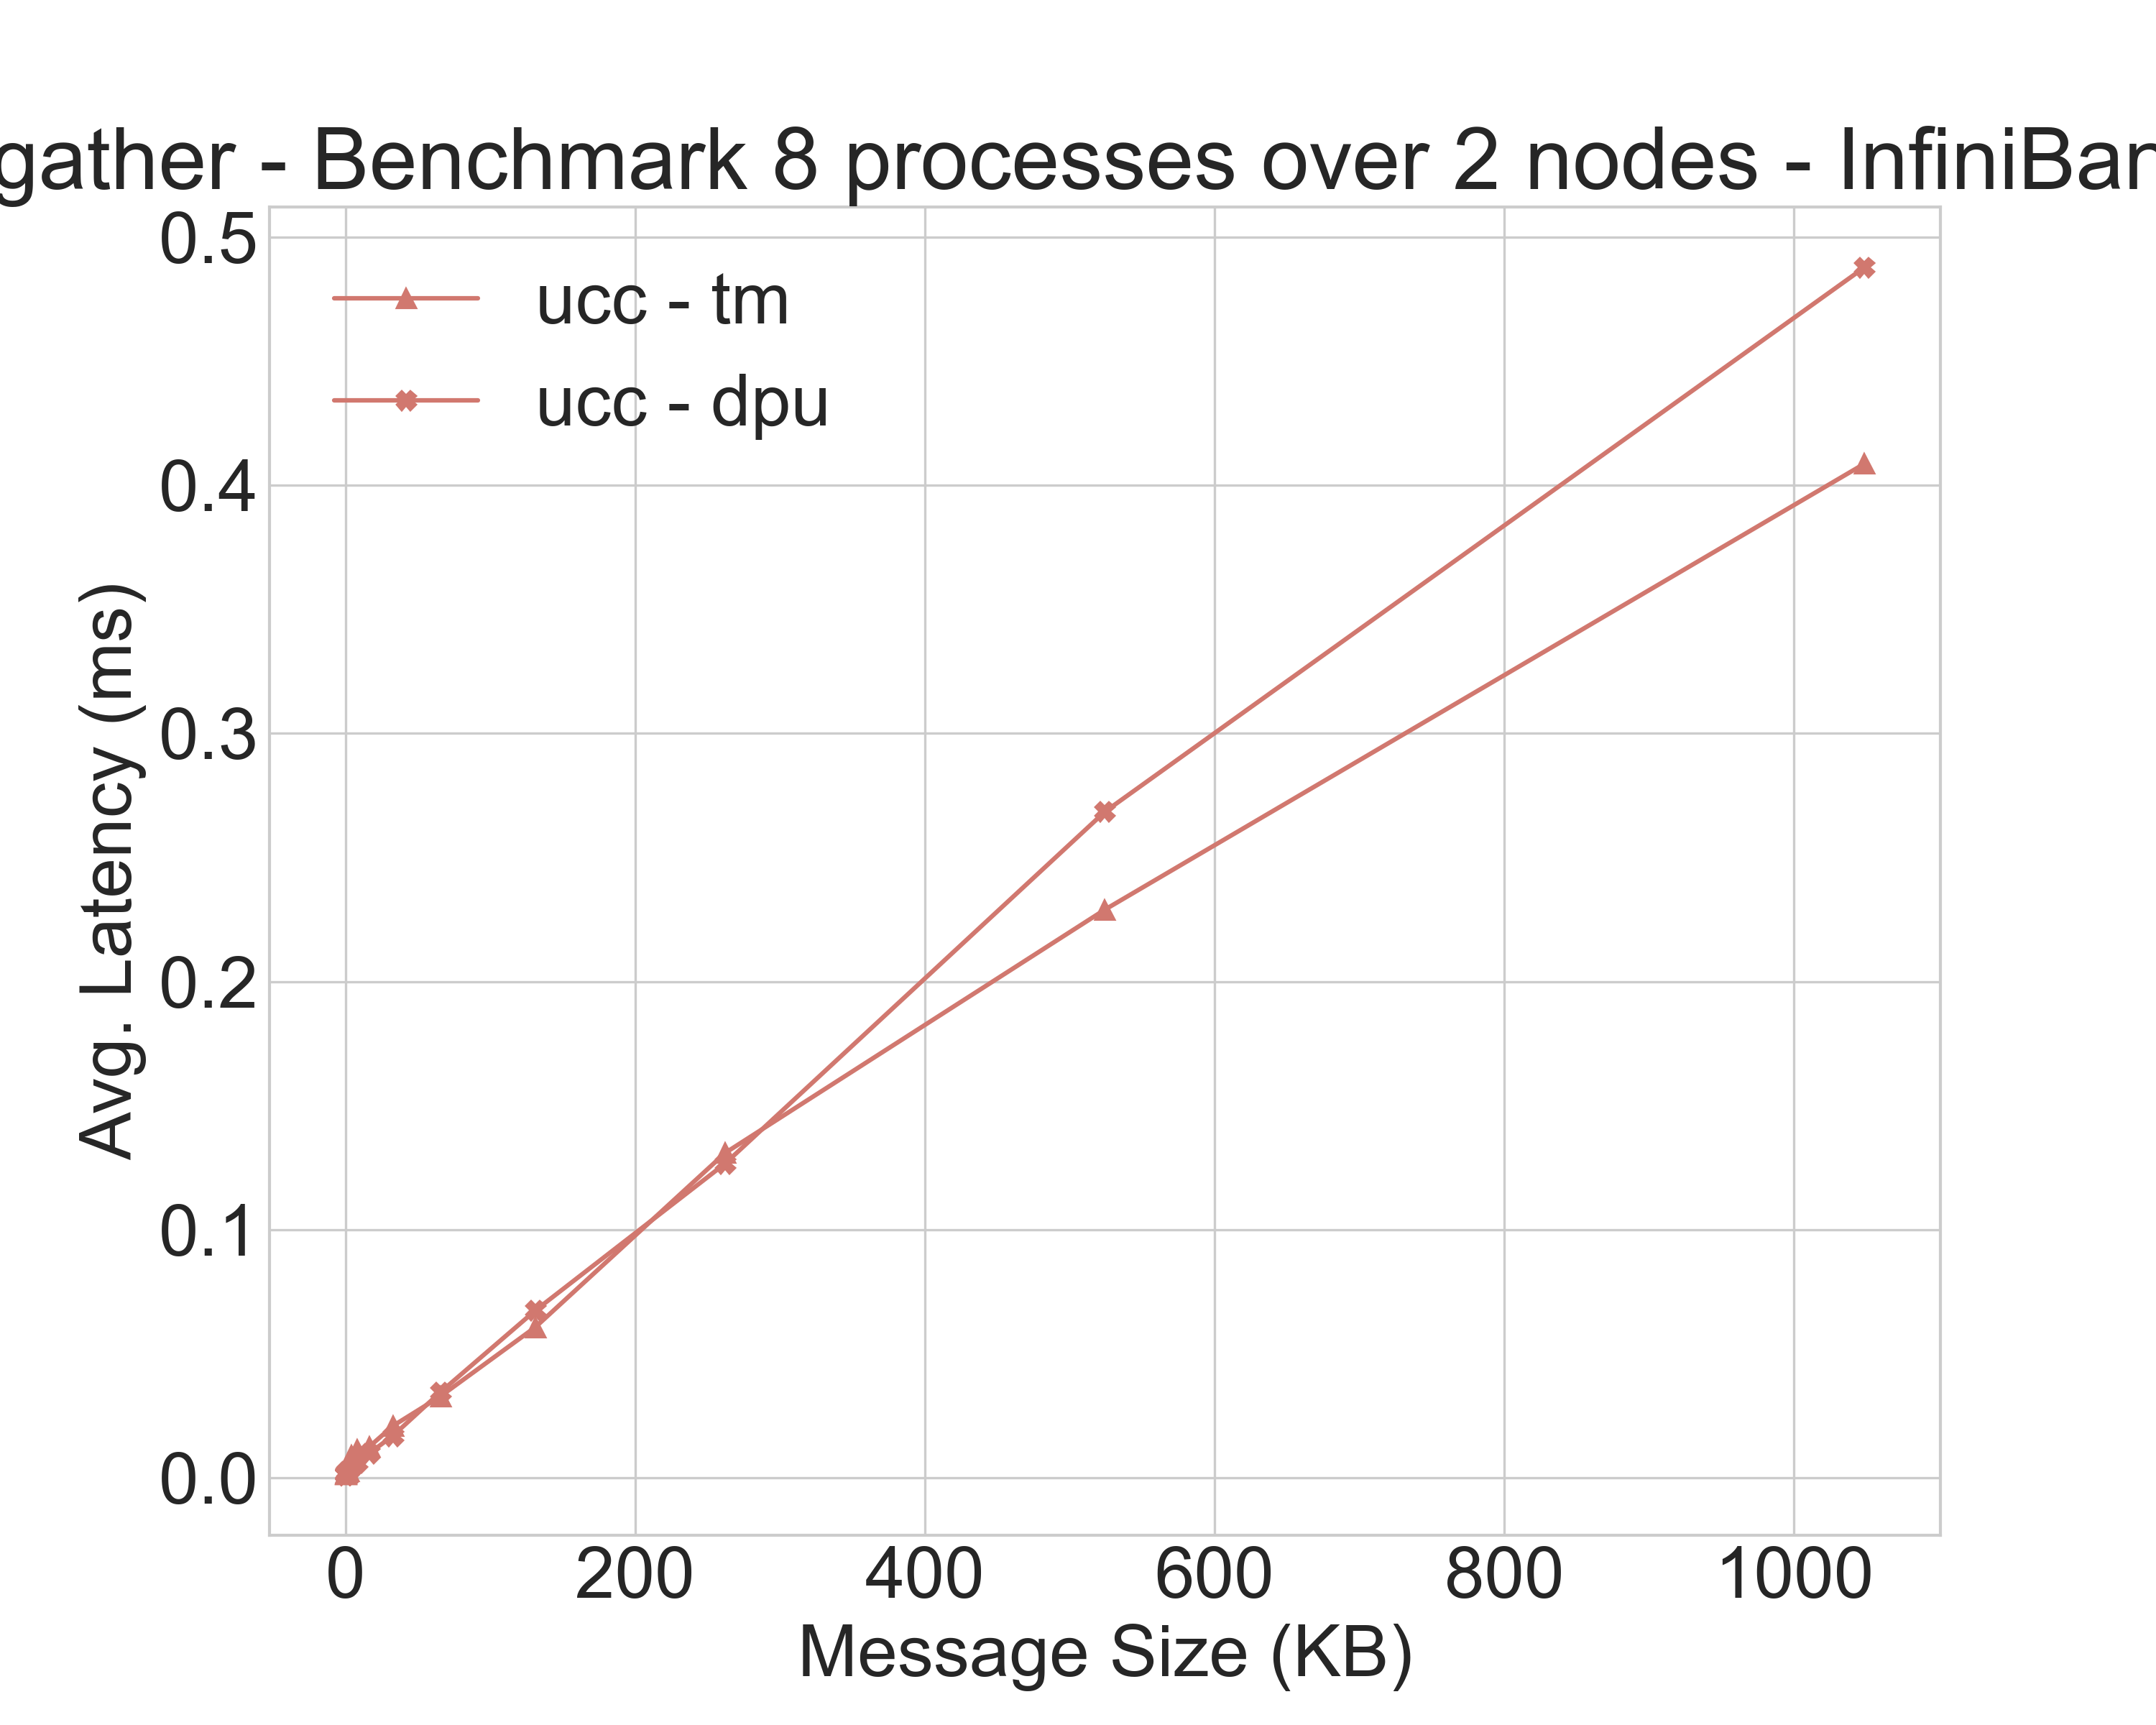 gather - Benchmark 8 processes over 2 nodes - InfiniBan
0.5
ucc - tm
ucc - dpu
0.4
0.3
0.2
0.1
0.0
Avg. Latency (ms)
0 200 400 600 800 1000
Message Size (KB)